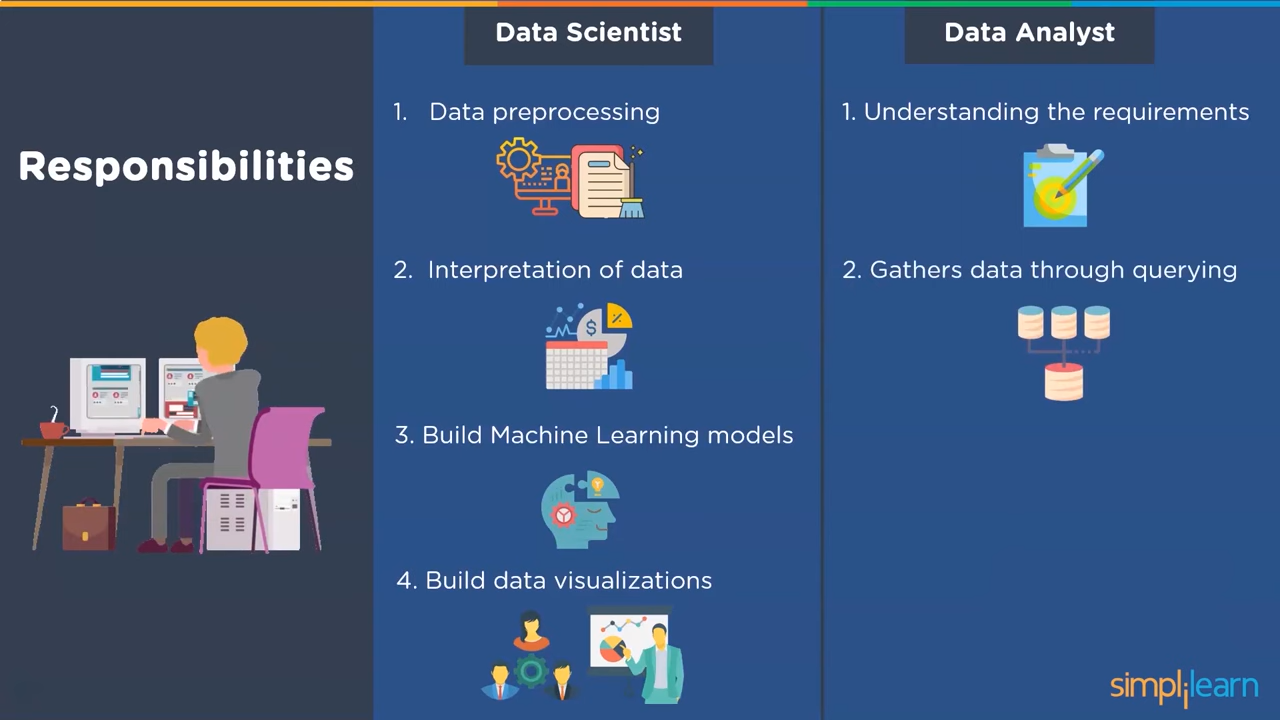 Responsibilities
Data Scientist
1. Data preprocessing
2. Interpretation of data
3. Build Machine Learning models
4. Build data visualizations
Data Analyst
1. Understanding the requirements
2. Gathers data through querying
simplilearn